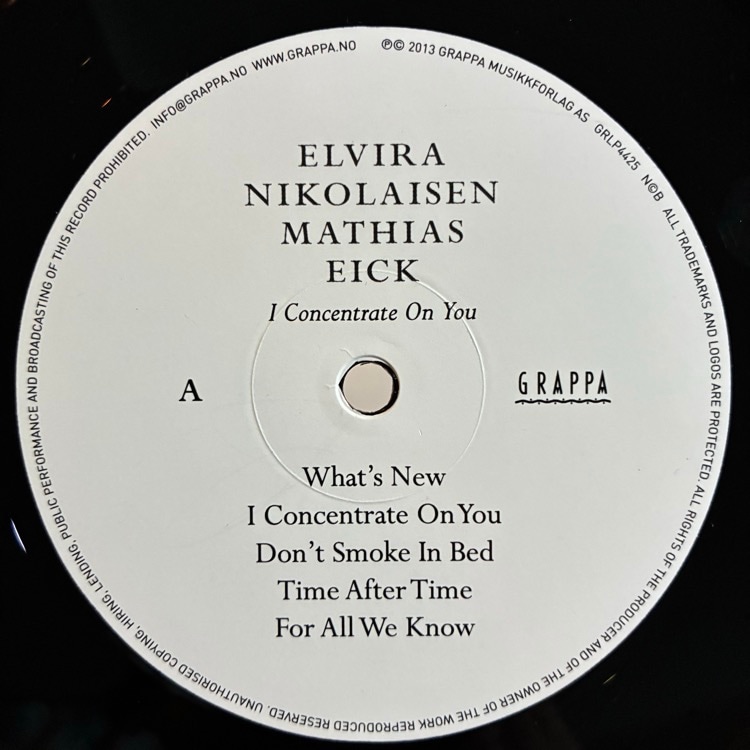 ELVIRA
NIKOLAISEN
MATHIAS
EICK
I Concentrate On You
A
GRAPPA
What's New
I Concentrate On You
Don't Smoke In Bed
Time After Time
For All We Know
℗© 2013 GRAPPA MUSIKKFORLAG AS GRLP4425 N©B ALL TRADEMARKS AND LOGOS ARE PROTECTED. ALL RIGHTS OF THE PRODUCER AND OF THE OWNER OF THE WORK REPRODUCED RESERVED. UNAUTHORISED COPYING, HIRING, LENDING, PUBLIC PERFORMANCE AND BROADCASTING OF THIS RECORD PROHIBITED. INFO@GRAPPA.NO WWW.GRAPPA.NO